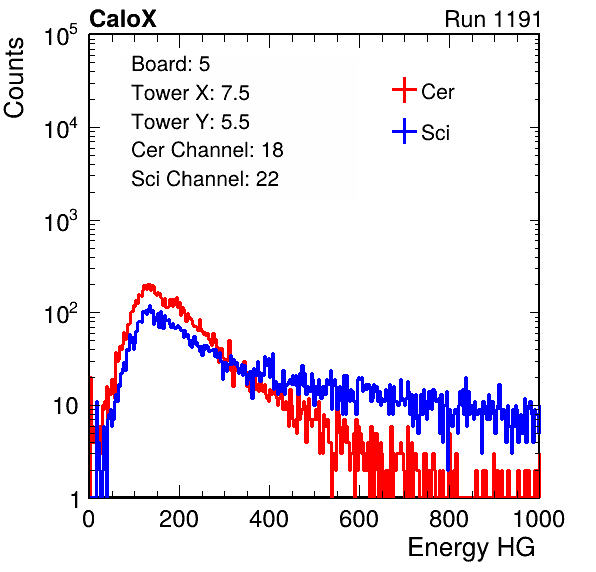 CaloX Run 1191
Counts
10^5
10^4
10^3
10^2
10
1
Board: 5
Tower X: 7.5
Tower Y: 5.5
Cer Channel: 18
Sci Channel: 22
Cer
Sci
0 200 400 600 800 1000
Energy HG